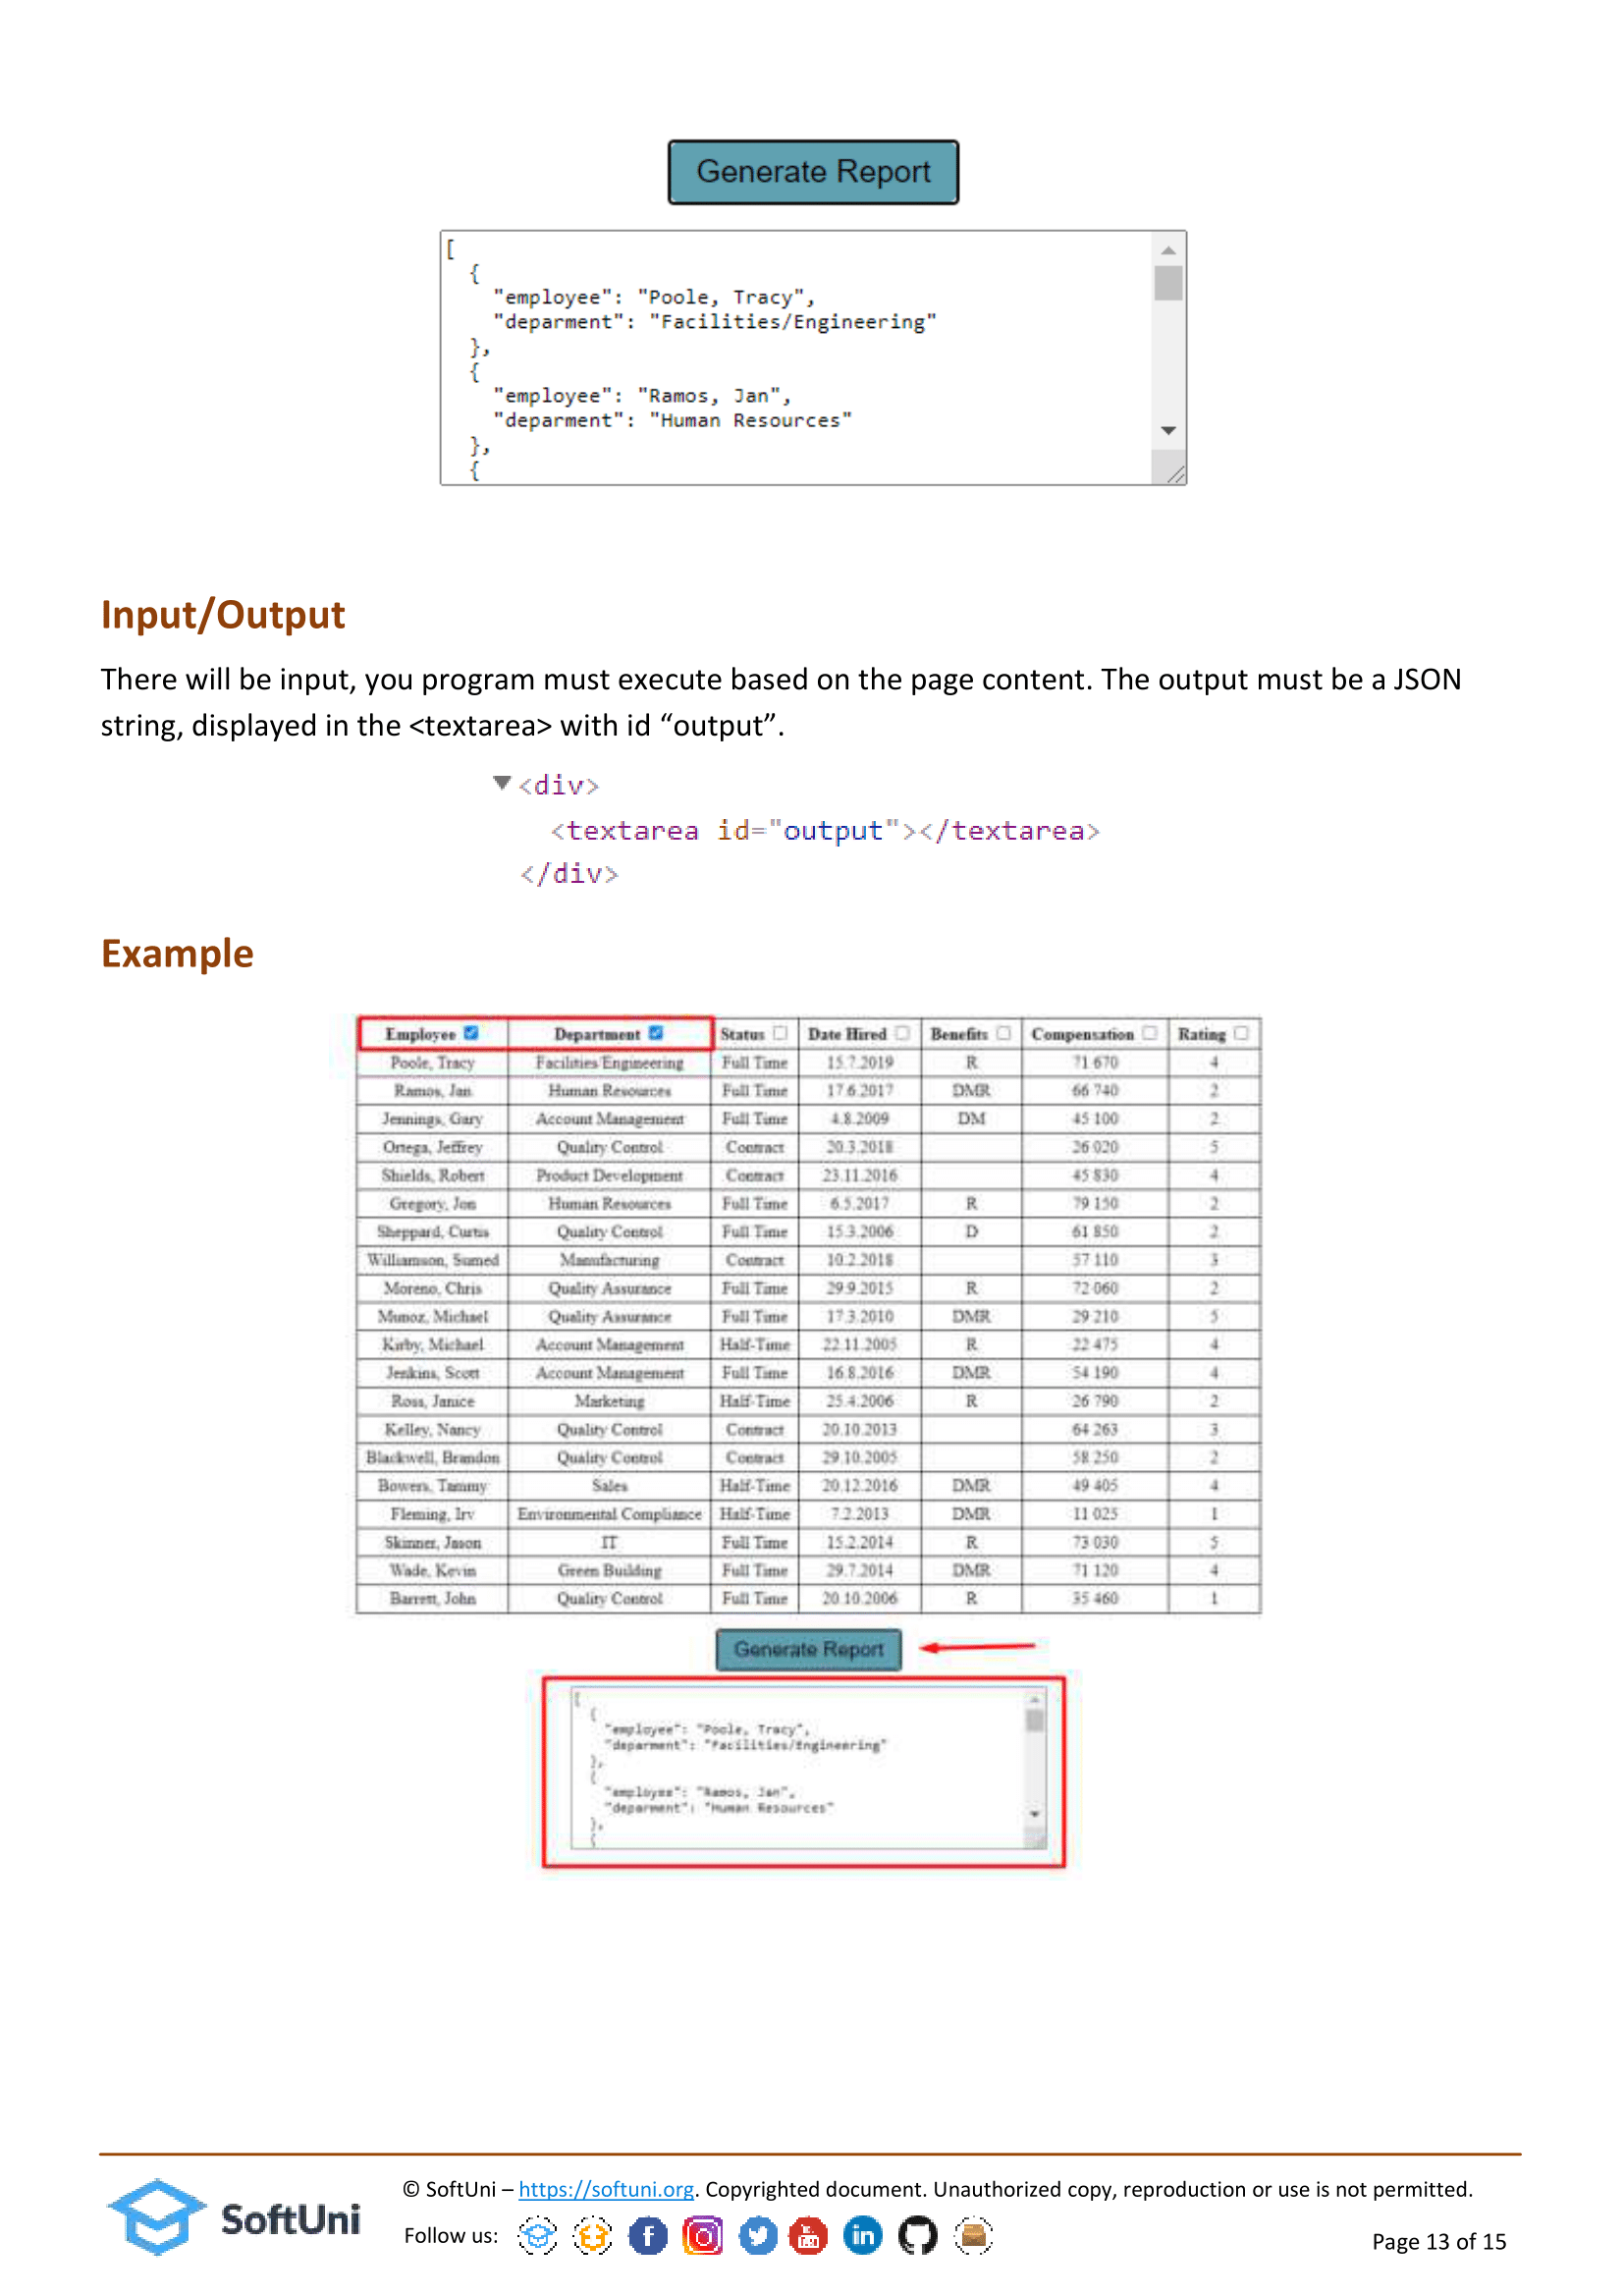 Generate Report
[
{
"employee": "Poole, Tracy",
"deparment": "Facilities/Engineering"
},
{
"employee": "Ramos, Jan",
"deparment": "Human Resources"
},
{
Input/Output
There will be input, you program must execute based on the page content. The output must be a JSON
string, displayed in the <textarea> with id “output”.
<div>
<textarea id="output"></textarea>
</div>
Example
Employee Department Status Date Hired Benefits Compensation Rating
Poole, Tracy Facilities/Engineering Full Time 15.7.2019 R 71 670 4
Ramos, Jan Human Resources Full Time 17.6.2017 DMR 66 740 2
Jennings, Gary Account Management Full Time 4.8.2009 DM 45 100 2
Ortega, Jeffrey Quality Control Contract 20.3.2018 26 020 5
Shields, Robert Product Development Contract 23.11.2016 45 830 4
Gregory, Jon Human Resources Full Time 6.5.2017 R 79 150 2
Sheppard, Curtis Quality Control Full Time 15.3.2006 D 61 850 2
Williamson, Sumed Manufacturing Contract 10.2.2018 57 110 3
Moreno, Chris Quality Assurance Full Time 29.9.2015 R 72 060 2
Munoz, Michael Quality Assurance Full Time 17.3.2010 DMR 29 210 5
Kirby, Michael Account Management Half-Time 22.11.2005 R 22 475 4
Jenkins, Scott Account Management Full Time 16.8.2016 DMR 54 190 4
Ross, Janice Marketing Half-Time 25.4.2006 R 26 790 2
Kelley, Nancy Quality Control Contract 20.10.2013 64 263 3
Blackwell, Brandon Quality Control Contract 29.10.2005 58 250 2
Bowers, Tammy Sales Half-Time 20.12.2016 DMR 49 405 4
Fleming, Irv Environmental Compliance Half-Time 7.2.2013 DMR 11 025 1
Skinner, Jason IT Full Time 15.2.2014 R 73 030 5
Wade, Kevin Green Building Full Time 29.7.2014 DMR 71 120 4
Barrett, John Quality Control Full Time 20.10.2006 R 35 460 1
Generate Report
[
{
"employee": "Poole, Tracy",
"deparment": "Facilities/Engineering"
},
{
"employee": "Ramos, Jan",
"deparment": "Human Resources"
},
{
SoftUni
© SoftUni – https://softuni.org. Copyrighted document. Unauthorized copy, reproduction or use is not permitted.
Follow us:
Page 13 of 15